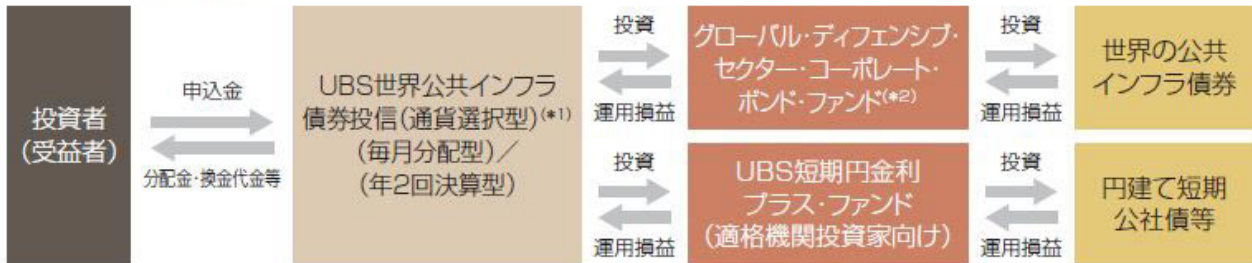 投資者
(受益者)
申込金
分配金・換金代金等
UBS世界公共インフラ
債券投信(通貨選択型)(*1)
(毎月分配型)／
(年2回決算型)
投資
運用損益
グローバル・ディフェンシブ・
セクター・コーポレート・
ボンド・ファンド(*2)
投資
運用損益
世界の公共
インフラ債券
投資
運用損益
UBS短期円金利
プラス・ファンド
(適格機関投資家向け)
投資
運用損益
円建て短期
公社債等